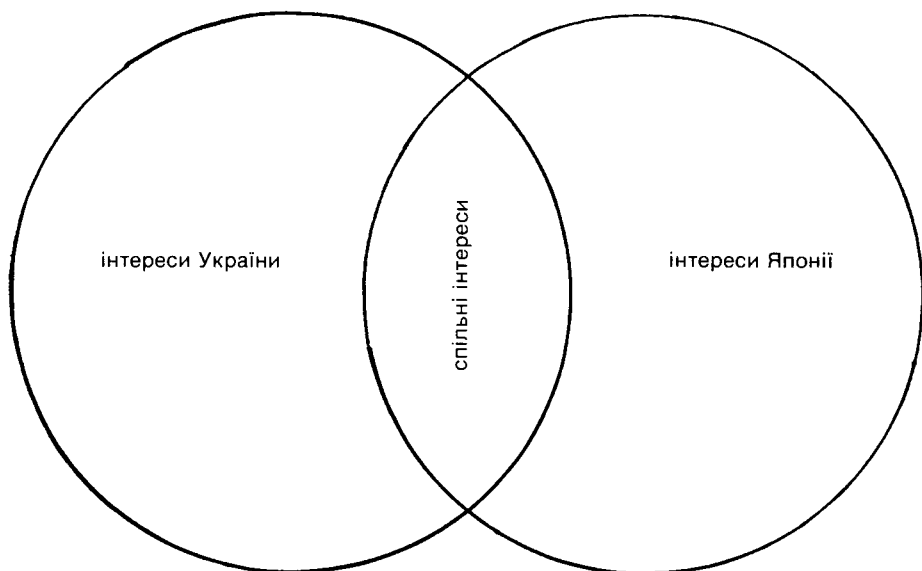 інтереси України
спільні інтереси
інтереси Японії